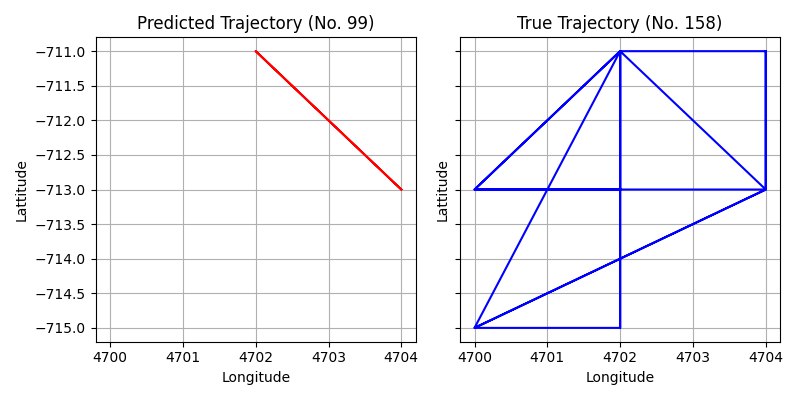 Predicted Trajectory (No. 99)
True Trajectory (No. 158)
Lattitude
−711.0
−711.5
−712.0
−712.5
−713.0
−713.5
−714.0
−714.5
−715.0
4700 4701 4702 4703 4704
Longitude
Lattitude
4700 4701 4702 4703 4704
Longitude